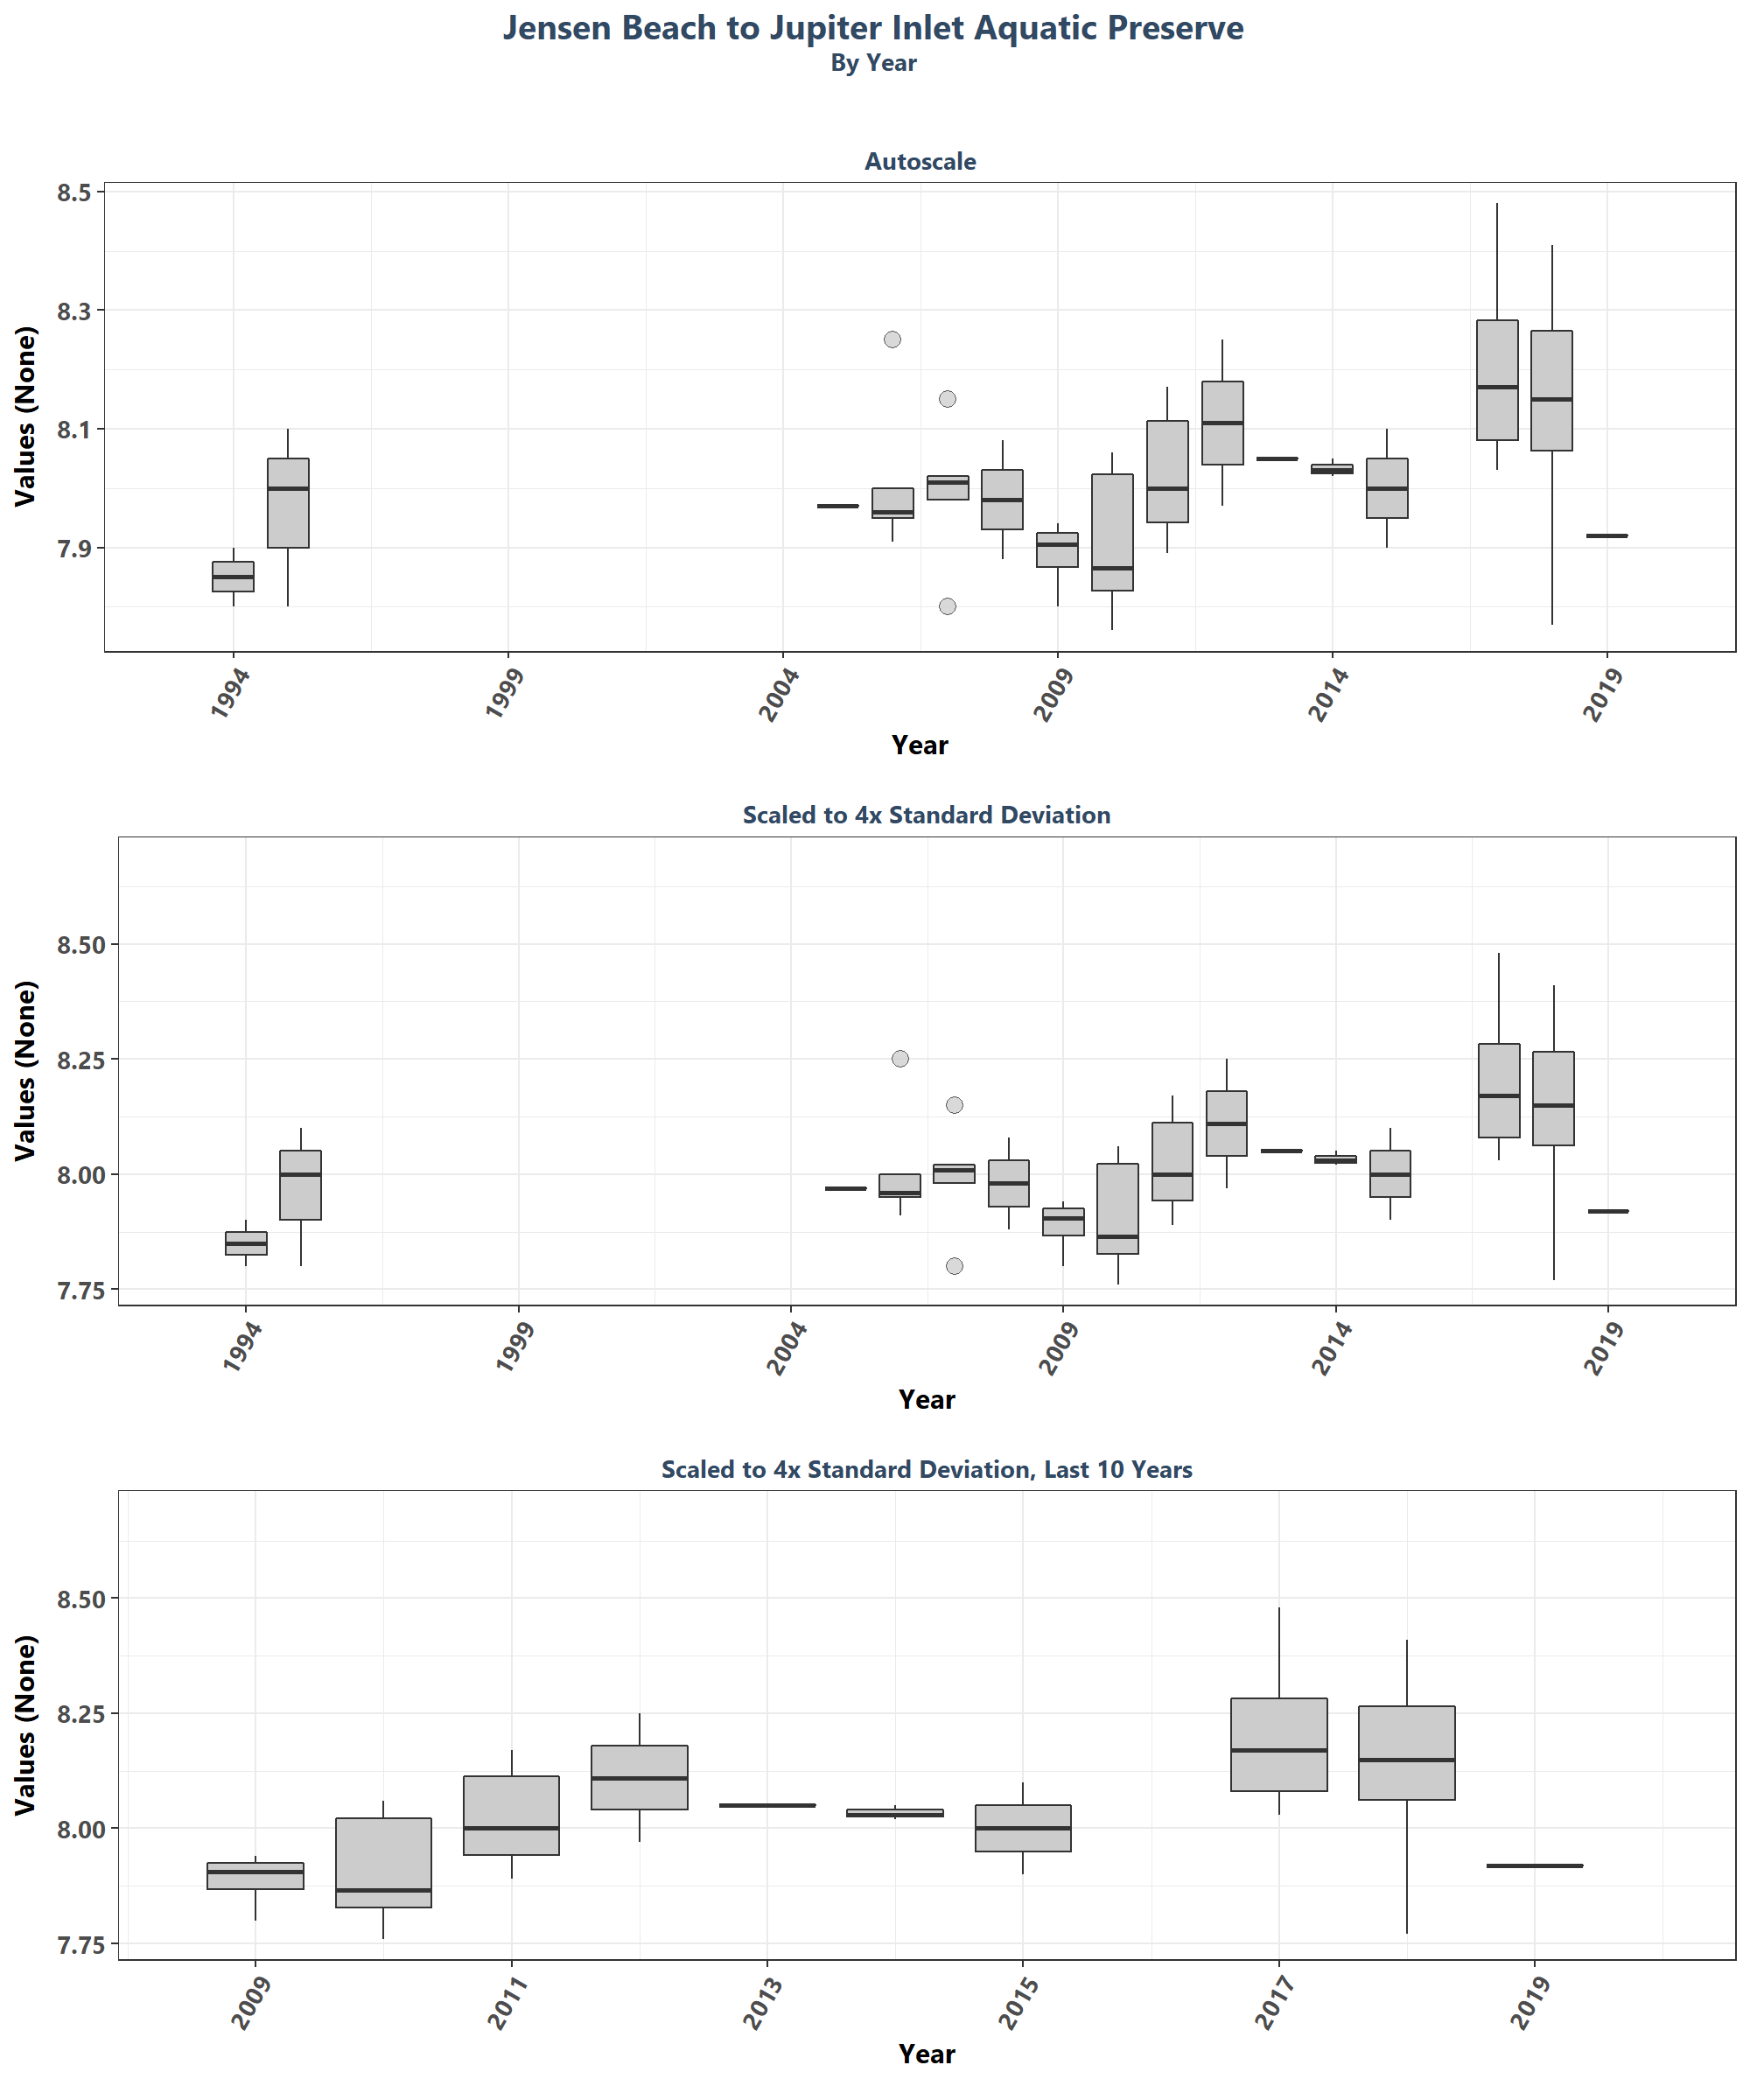 Jensen Beach to Jupiter Inlet Aquatic Preserve
By Year
Autoscale
8.5
8.3
8.1
7.9
Values (None)
1994 1999 2004 2009 2014 2019
Year
Scaled to 4x Standard Deviation
8.50
8.25
8.00
7.75
Values (None)
1994 1999 2004 2009 2014 2019
Year
Scaled to 4x Standard Deviation, Last 10 Years
8.50
8.25
8.00
7.75
Values (None)
2009 2011 2013 2015 2017 2019
Year